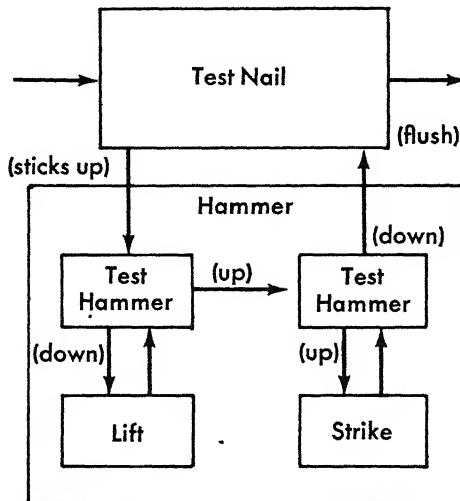 Test Nail
(flush)
(sticks up)
Hammer
(down)
Test
Hammer
(up)
Test
Hammer
(down)
(up)
Lift
Strike